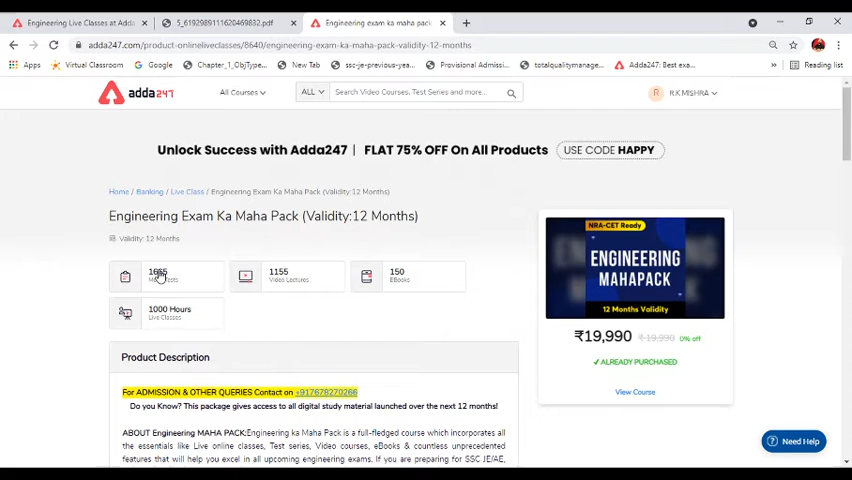 Engineering Live Classes at Adda
5_6192989111620469832.pdf
Engineering exam ka maha pack
adda247.com/product-onlineliveclasses/8640/engineering-exam-ka-maha-pack-validity-12-months
Apps Virtual Classroom Google Chapter_1_ObjType... New Tab ssc-je-previous-yea... Provisional Admissi... totalqualitymanage... Adda247: Best exa... » Reading list
adda247 All Courses ALL Search Video Courses, Test Series and more... R R.K MISHRA
Unlock Success with Adda247 | FLAT 75% OFF On All Products USE CODE HAPPY
Home / Banking / Live Class / Engineering Exam Ka Maha Pack (Validity:12 Months)
Engineering Exam Ka Maha Pack (Validity:12 Months)
Validity: 12 Months
1155
Video Lectures
150
EBooks
1000 Hours
Live Classes
NRA-CET Ready
ENGINEERING
MAHAPACK
12 Months Validity
₹19,990 ₹19,990 0% off
✓ ALREADY PURCHASED
View Course
Product Description
For ADMISSION & OTHER QUERIES Contact on +917678270266
Do you Know? This package gives access to all digital study material launched over the next 12 months!
ABOUT Engineering MAHA PACK:Engineering ka Maha Pack is a full-fledged course which incorporates all
the essentials like Live online classes, Test series, Video courses, eBooks & countless unprecedented
features that will help you excel in all upcoming engineering exams. If you are preparing for SSC JE/AE,
Need Help